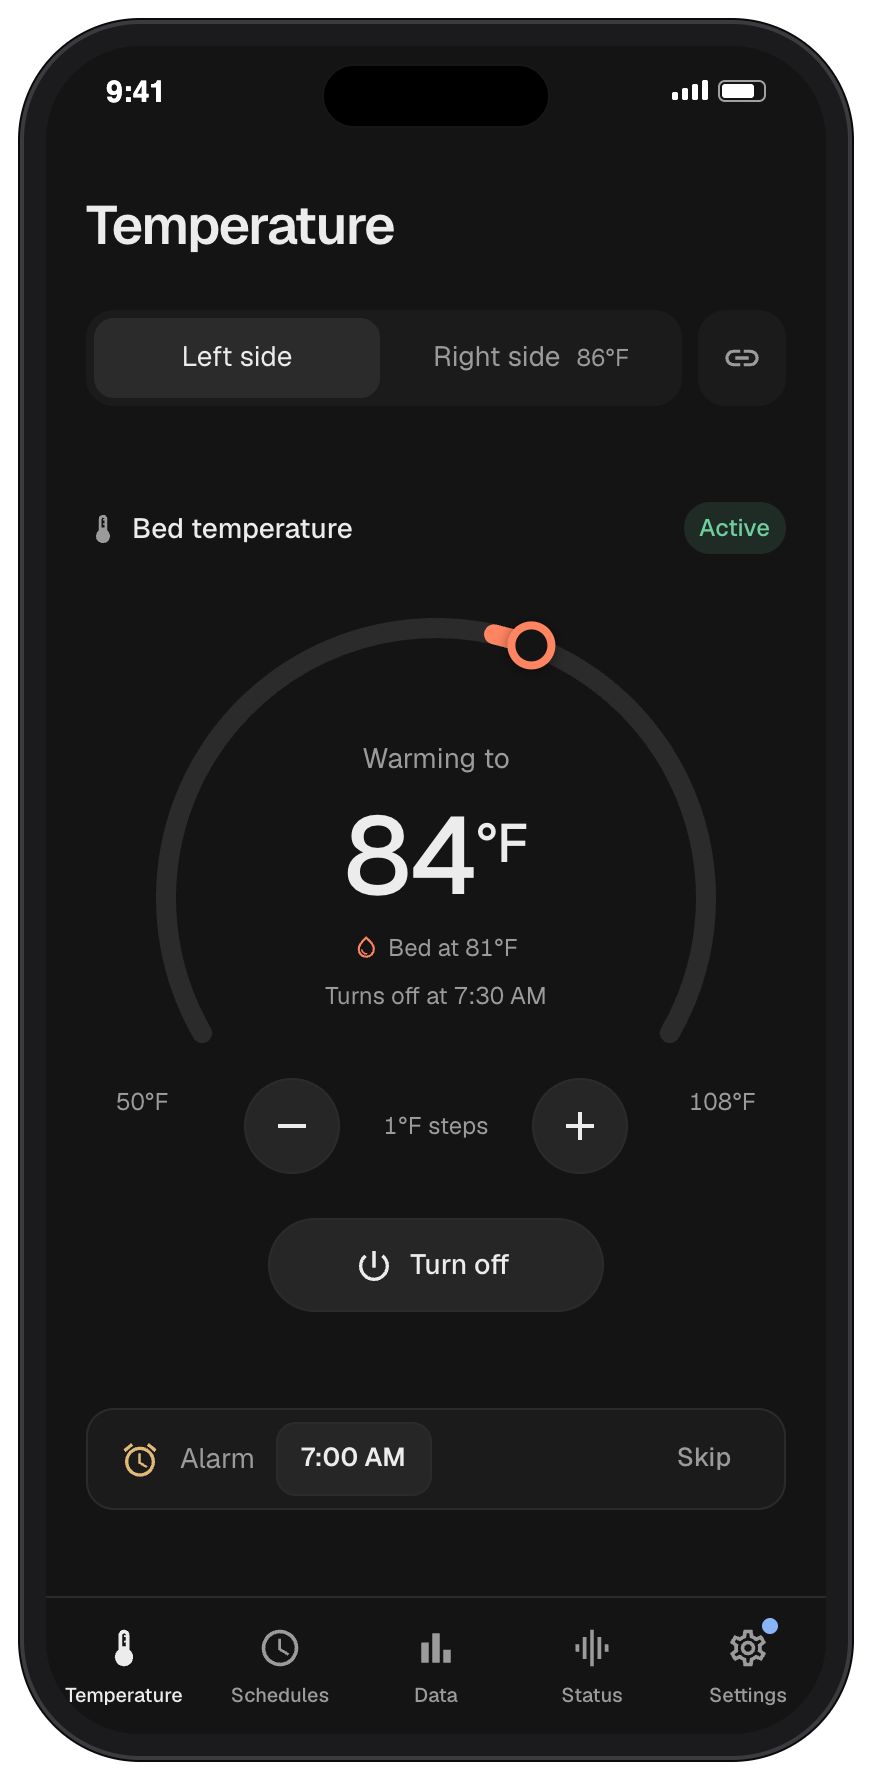 9:41
Temperature
Left side
Right side 86°F
Bed temperature
Active
Warming to
84°F
Bed at 81°F
Turns off at 7:30 AM
50°F
1°F steps
108°F
Turn off
Alarm 7:00 AM Skip
Temperature Schedules Data Status Settings